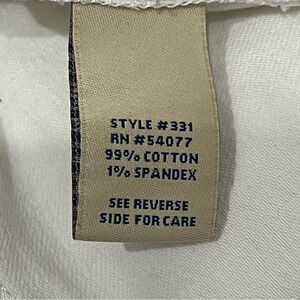 STYLE #331
RN #54077
99% COTTON
1% SPANDEX
SEE REVERSE
SIDE FOR CARE